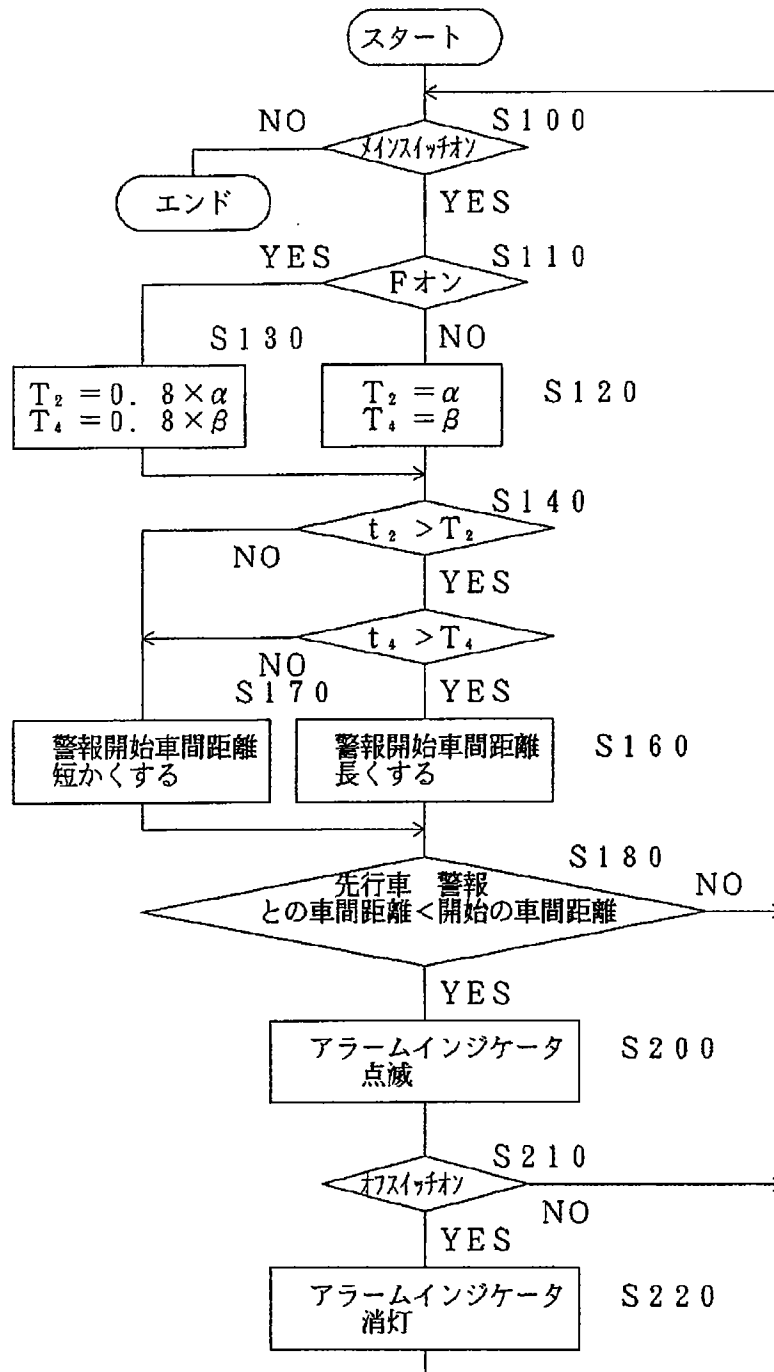 スタート
NO
S100
メインスイッチオン
エンド
YES
YES
S110
Fオン
S130
NO
T₂=0.8×α
T₄=0.8×β
T₂=α
T₄=β
S120
S140
t₂>T₂
NO
YES
t₄>T₄
NO
S170
YES
警報開始車間距離
短かくする
警報開始車間距離
長くする
S160
S180
先行車 警報
との車間距離<開始の車間距離
NO
YES
アラームインジケータ
点滅
S200
S210
オフスイッチオン
NO
YES
アラームインジケータ
消灯
S220